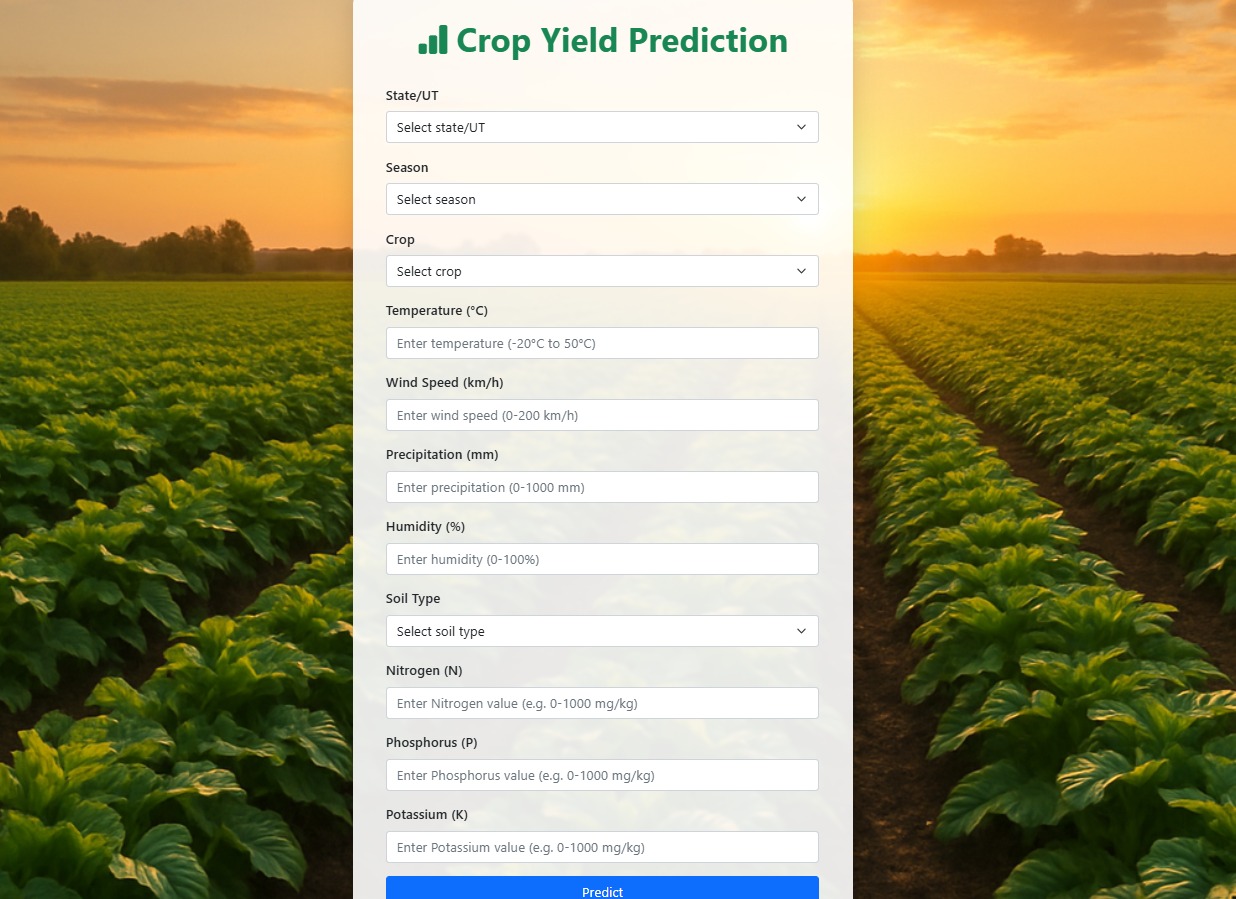 Crop Yield Prediction
State/UT
Select state/UT
Season
Select season
Crop
Select crop
Temperature (°C)
Enter temperature (-20°C to 50°C)
Wind Speed (km/h)
Enter wind speed (0-200 km/h)
Precipitation (mm)
Enter precipitation (0-1000 mm)
Humidity (%)
Enter humidity (0-100%)
Soil Type
Select soil type
Nitrogen (N)
Enter Nitrogen value (e.g. 0-1000 mg/kg)
Phosphorus (P)
Enter Phosphorus value (e.g. 0-1000 mg/kg)
Potassium (K)
Enter Potassium value (e.g. 0-1000 mg/kg)
Predict